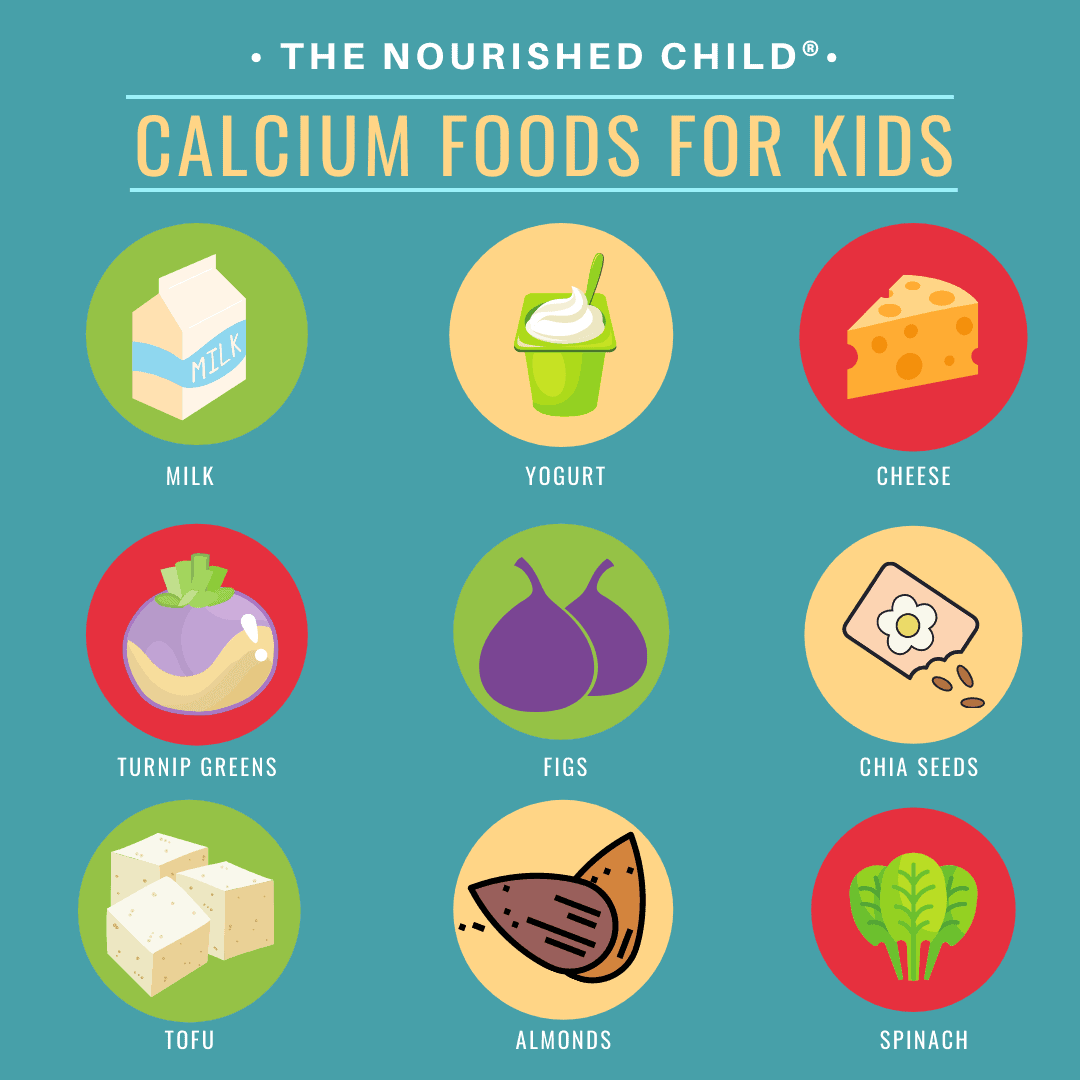 • THE NOURISHED CHILD® •
CALCIUM FOODS FOR KIDS
MILK
MILK
YOGURT
CHEESE
TURNIP GREENS
FIGS
CHIA SEEDS
TOFU
ALMONDS
SPINACH